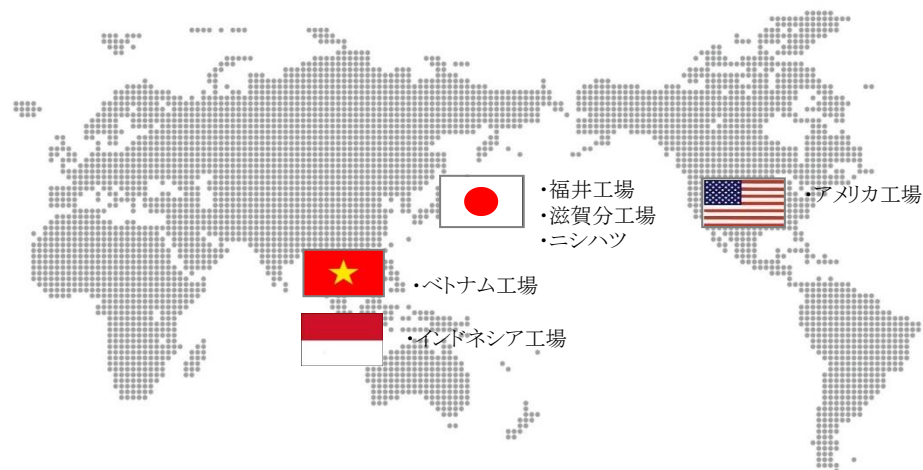 ・福井工場
・滋賀分工場
・ニシハツ
・アメリカ工場
・ベトナム工場
・インドネシア工場